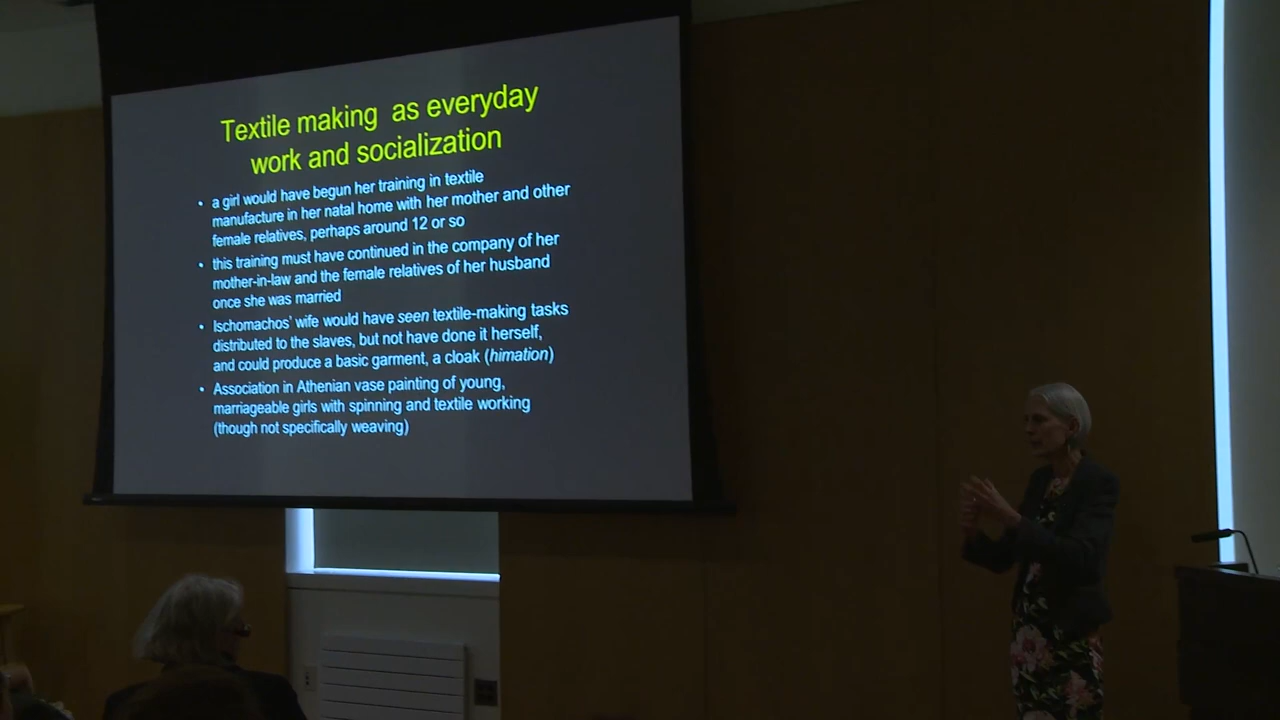 Textile making as everyday
work and socialization
• a girl would have begun her training in textile
manufacture in her natal home with her mother and other
female relatives, perhaps around 12 or so
• this training must have continued in the company of her
mother-in-law and the female relatives of her husband
once she was married
• Ischomachos' wife would have seen textile-making tasks
distributed to the slaves, but not have done it herself,
and could produce a basic garment, a cloak (himation)
• Association in Athenian vase painting of young,
marriageable girls with spinning and textile working
(though not specifically weaving)